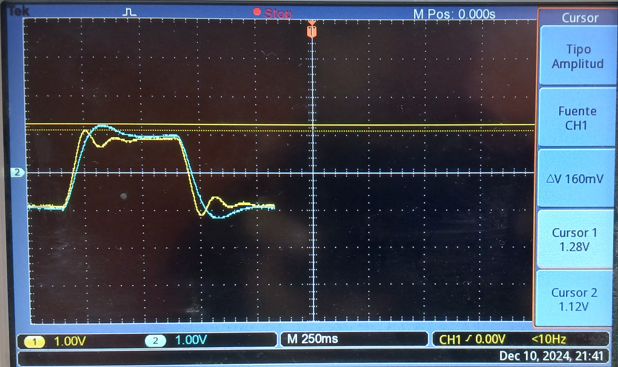 Tek
Stop
M Pos: 0.000s
Cursor
T
Tipo
Amplitud
Fuente
CH1
2
△V 160mV
Cursor 1
1.28V
Cursor 2
1.12V
1 1.00V 2 1.00V M 250ms CH1 0.00V <10Hz
Dec 10, 2024, 21:41